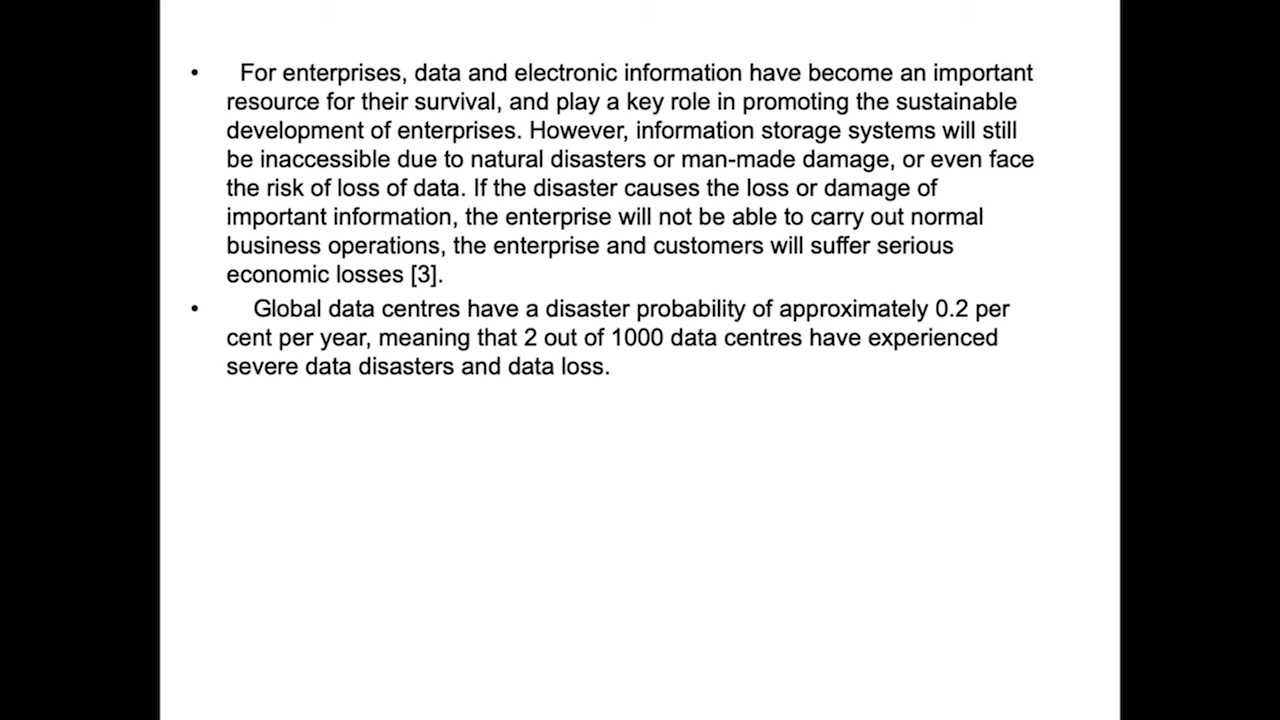 • For enterprises, data and electronic information have become an important
resource for their survival, and play a key role in promoting the sustainable
development of enterprises. However, information storage systems will still
be inaccessible due to natural disasters or man-made damage, or even face
the risk of loss of data. If the disaster causes the loss or damage of
important information, the enterprise will not be able to carry out normal
business operations, the enterprise and customers will suffer serious
economic losses [3].
• Global data centres have a disaster probability of approximately 0.2 per
cent per year, meaning that 2 out of 1000 data centres have experienced
severe data disasters and data loss.